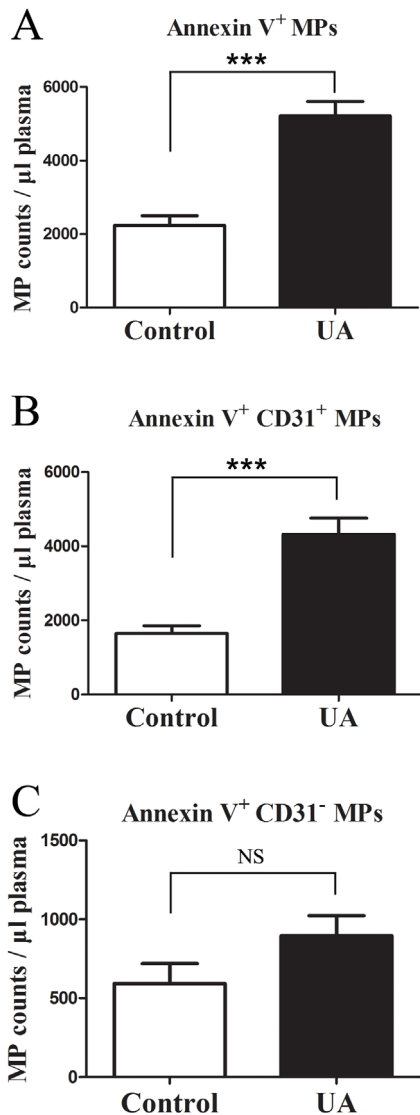 A
Annexin V⁺ MPs
***
MP counts / µl plasma
6000
4000
2000
0
Control UA
B
Annexin V⁺ CD31⁺ MPs
***
MP counts / µl plasma
6000
4000
2000
0
Control UA
C
Annexin V⁺ CD31⁻ MPs
NS
MP counts / µl plasma
1500
1000
500
0
Control UA